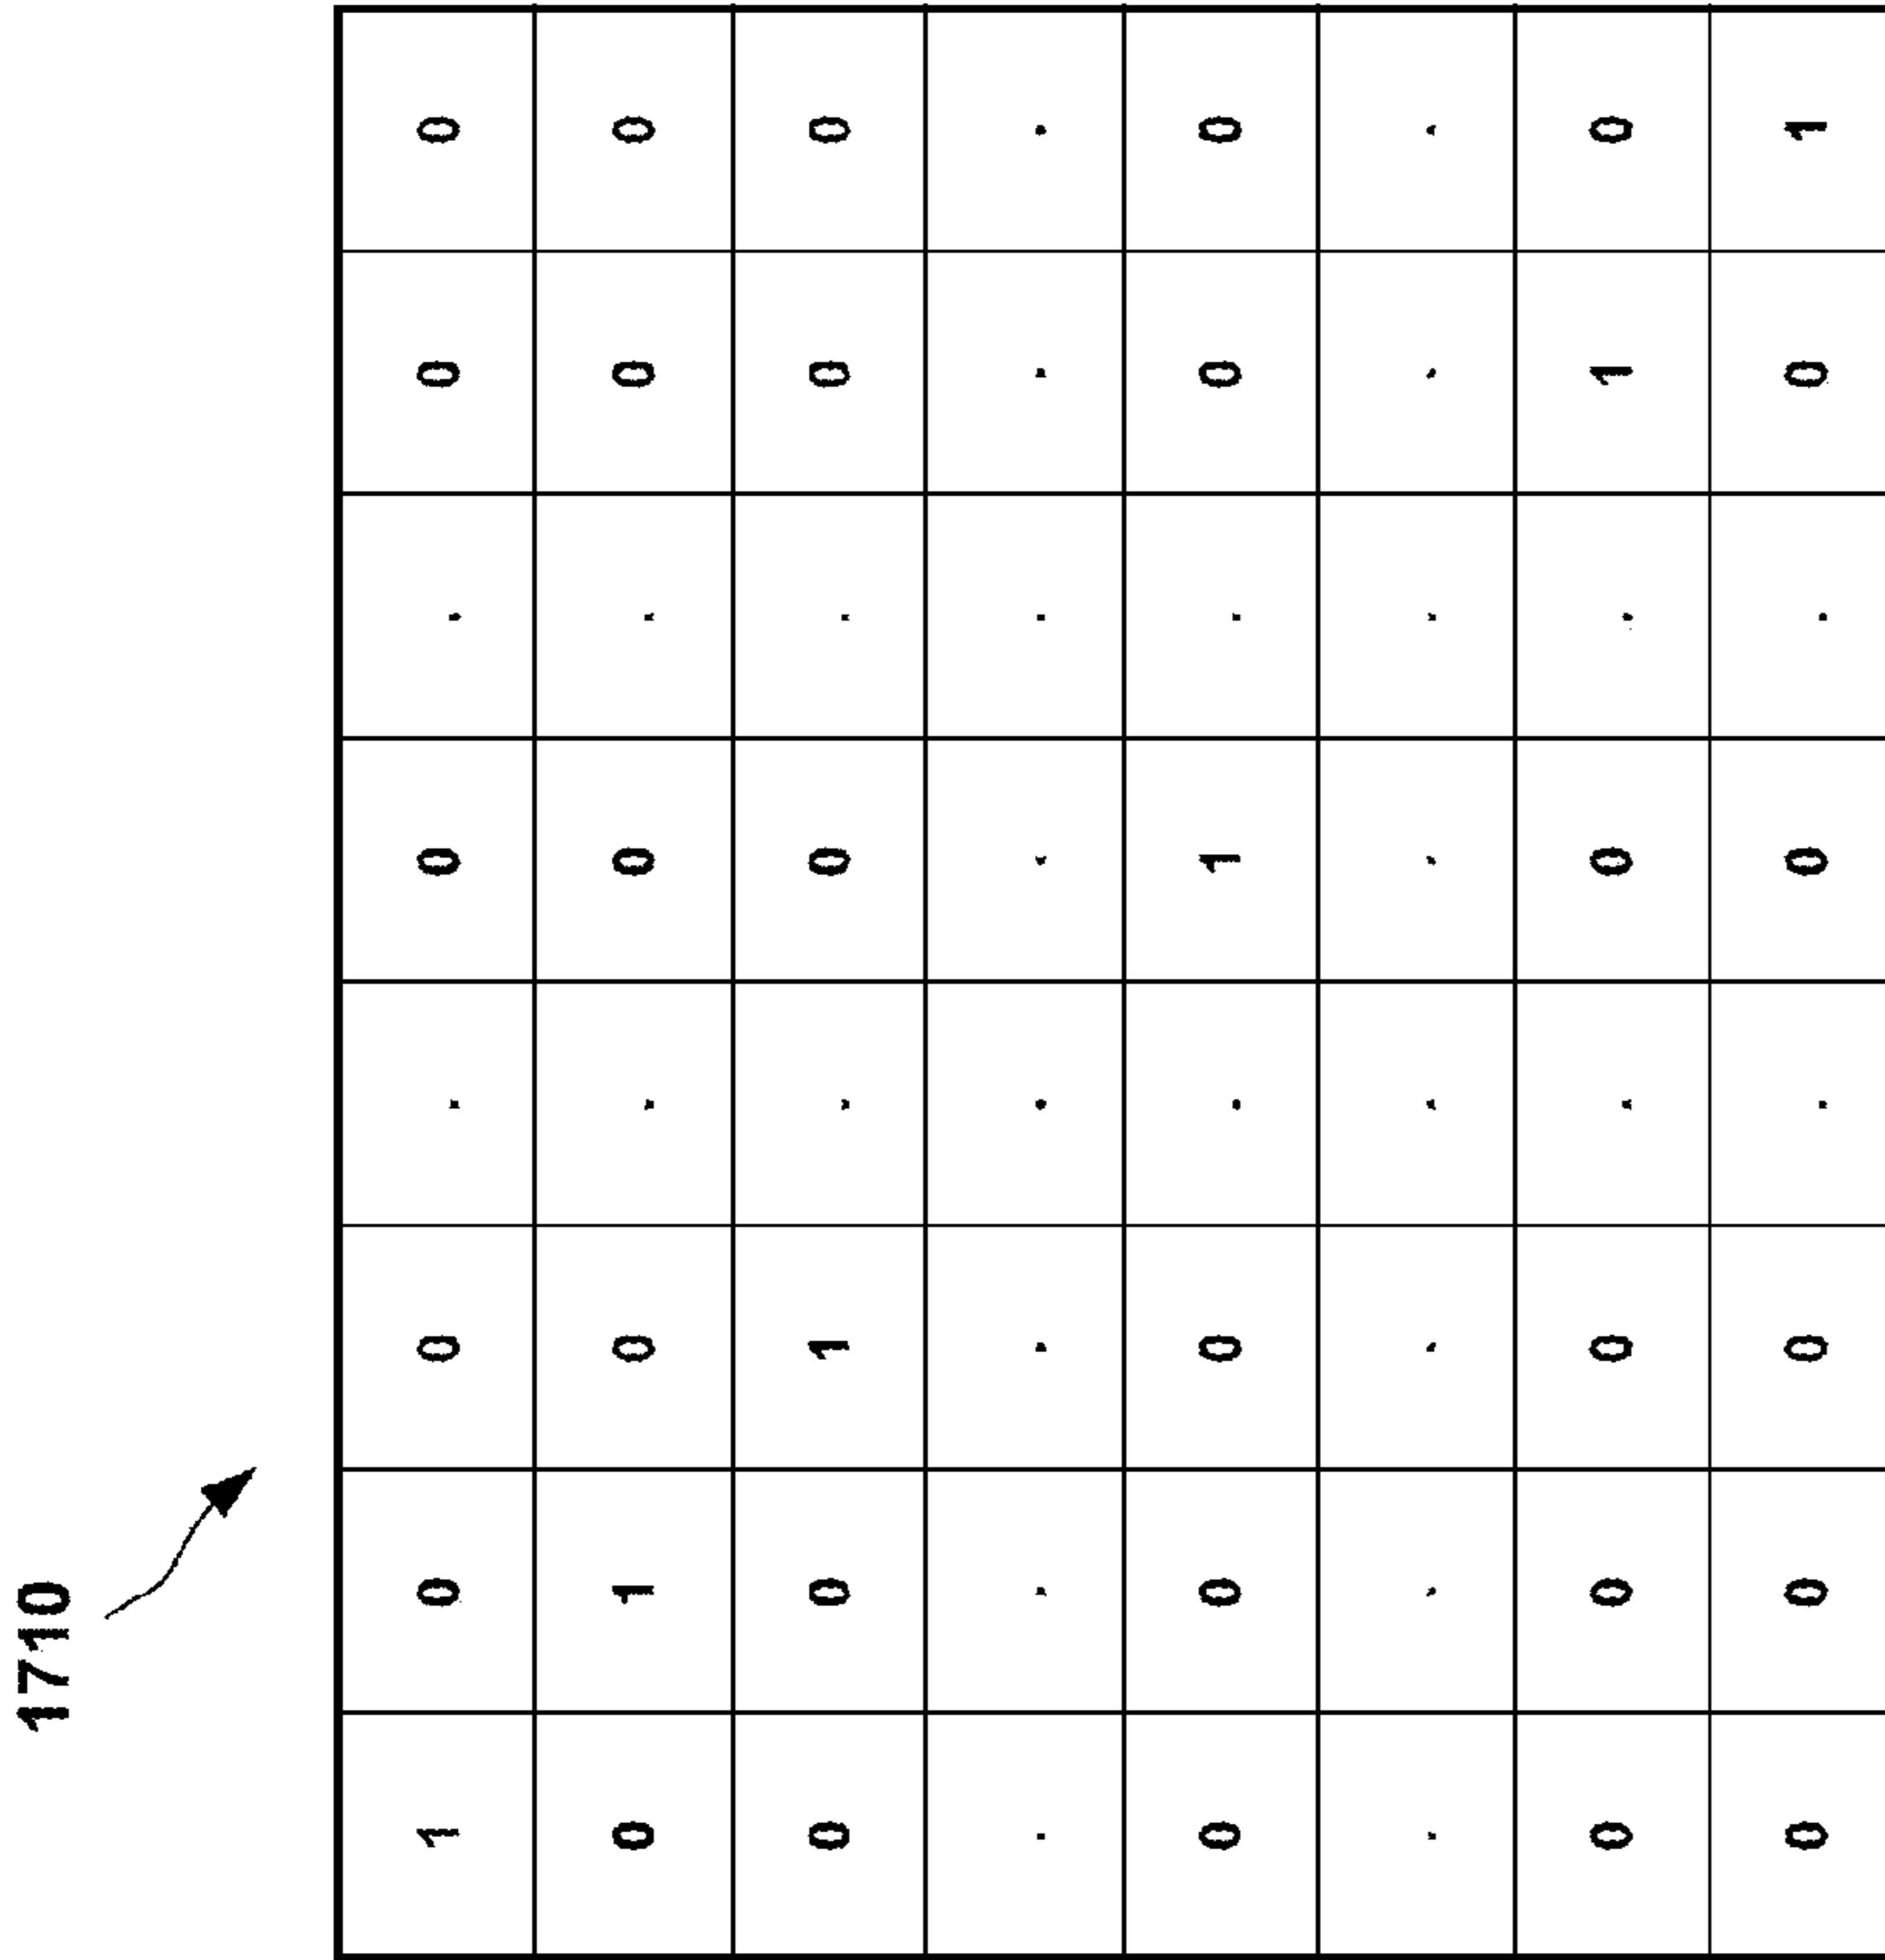 1710
1 0 0 . 0 . 0 0
0 1 0 . 0 . 0 0
0 0 1 . 0 . 0 0
. . . . . . . .
0 0 0 . 1 . 0 0
. . . . . . . .
0 0 0 . 0 . 1 0
0 0 0 . 0 . 0 1